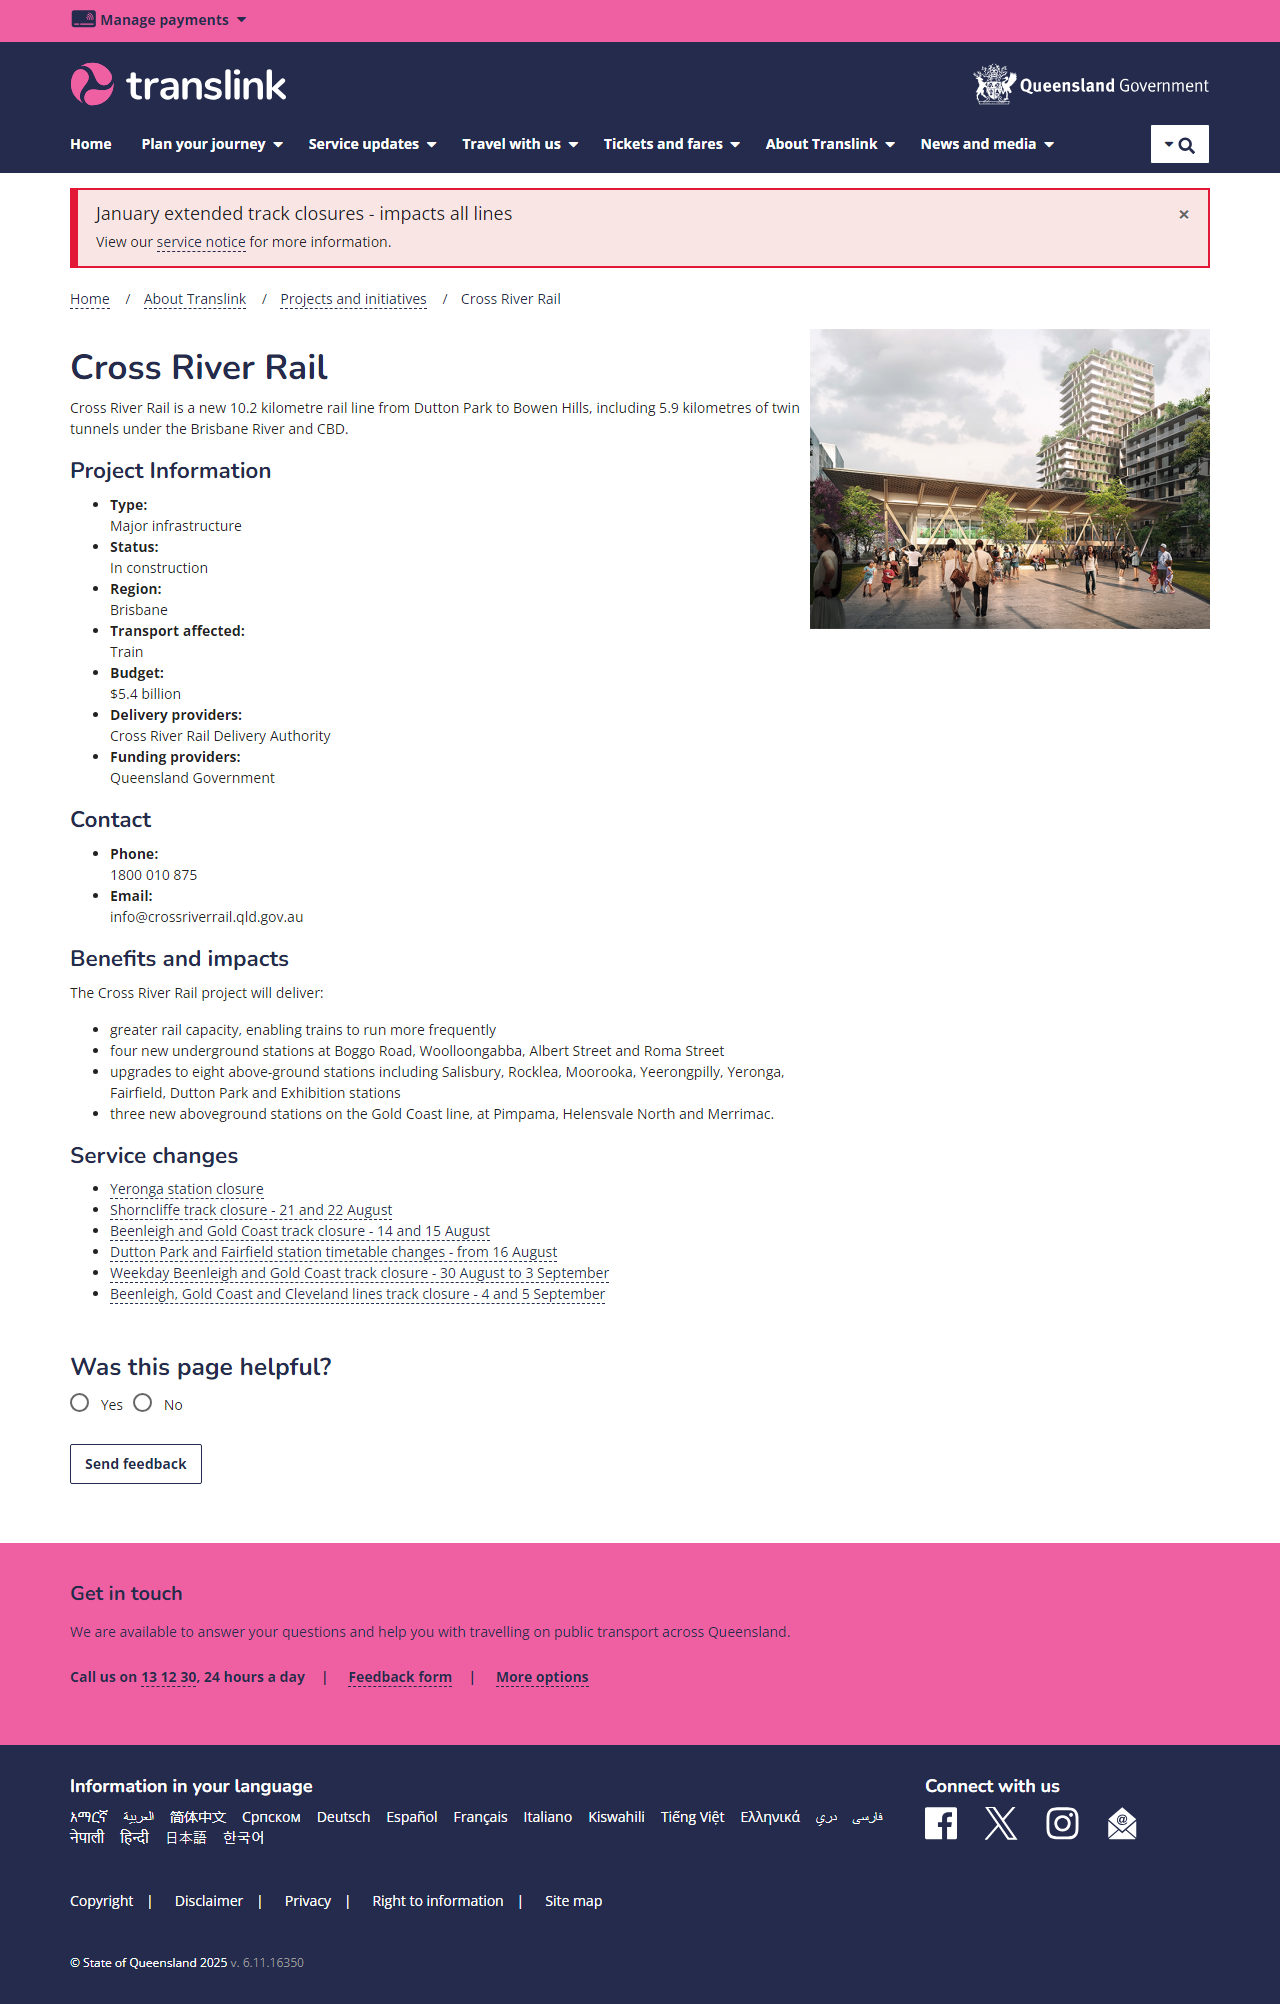 Manage payments
translink
Queensland Government
Home
Plan your journey
Service updates
Travel with us
Tickets and fares
About Translink
News and media
January extended track closures - impacts all lines
×
View our service notice for more information.
Home / About Translink / Projects and initiatives / Cross River Rail
Cross River Rail
Cross River Rail is a new 10.2 kilometre rail line from Dutton Park to Bowen Hills, including 5.9 kilometres of twin
tunnels under the Brisbane River and CBD.
Project Information
Type:
Major infrastructure
Status:
In construction
Region:
Brisbane
Transport affected:
Train
Budget:
$5.4 billion
Delivery providers:
Cross River Rail Delivery Authority
Funding providers:
Queensland Government
Contact
Phone:
1800 010 875
Email:
info@crossriverrail.qld.gov.au
Benefits and impacts
The Cross River Rail project will deliver:
greater rail capacity, enabling trains to run more frequently
four new underground stations at Boggo Road, Woolloongabba, Albert Street and Roma Street
upgrades to eight above-ground stations including Salisbury, Rocklea, Moorooka, Yeerongpilly, Yeronga,
Fairfield, Dutton Park and Exhibition stations
three new aboveground stations on the Gold Coast line, at Pimpama, Helensvale North and Merrimac.
Service changes
Yeronga station closure
Shorncliffe track closure - 21 and 22 August
Beenleigh and Gold Coast track closure - 14 and 15 August
Dutton Park and Fairfield station timetable changes - from 16 August
Weekday Beenleigh and Gold Coast track closure - 30 August to 3 September
Beenleigh, Gold Coast and Cleveland lines track closure - 4 and 5 September
Was this page helpful?
Yes No
Send feedback
Get in touch
We are available to answer your questions and help you with travelling on public transport across Queensland.
Call us on 13 12 30, 24 hours a day | Feedback form | More options
Information in your language
አማርኛ العربية 简体中文 Српском Deutsch Español Français Italiano Kiswahili Tiếng Việt Ελληνικά دري فارسی
नेपाली हिन्दी 日本語 한국어
Connect with us
Copyright | Disclaimer | Privacy | Right to information | Site map
© State of Queensland 2025 v. 6.11.16350